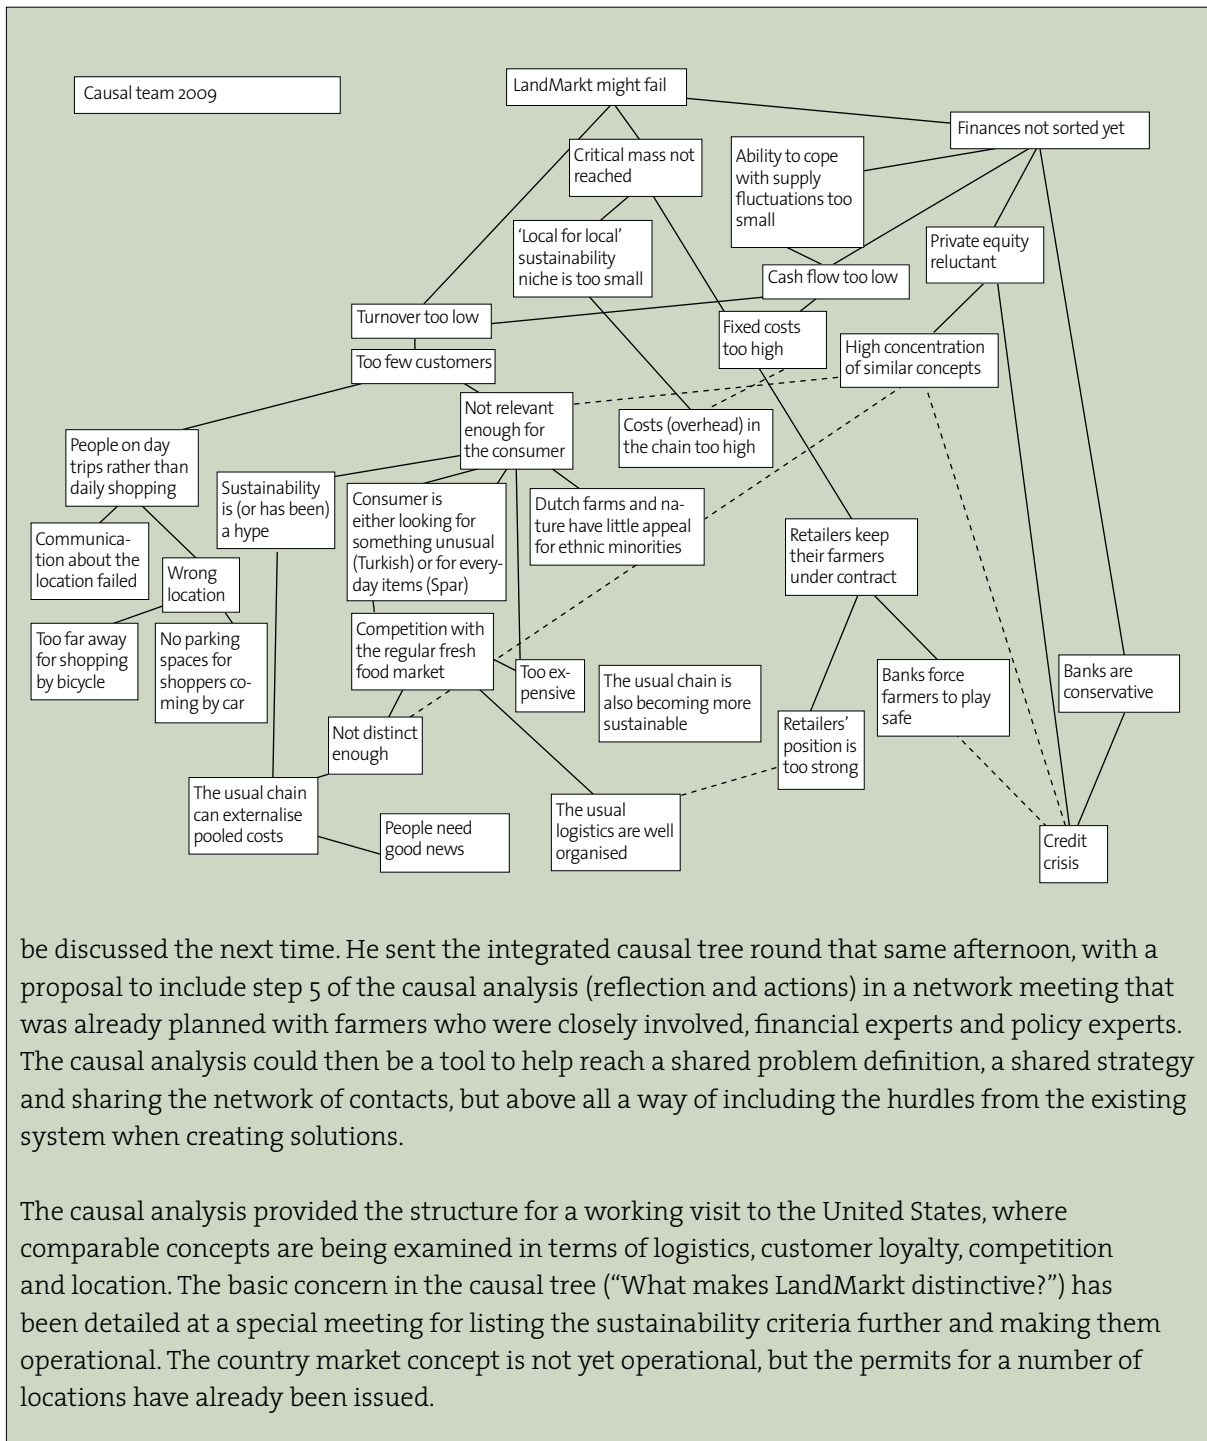 Causal team 2009
LandMarkt might fail
Finances not sorted yet
Critical mass not
reached
Ability to cope
with supply
fluctuations too
small
'Local for local'
sustainability
niche is too small
Private equity
reluctant
Cash flow too low
Turnover too low
Fixed costs
too high
High concentration
of similar concepts
Too few customers
Not relevant
enough for
the consumer
Costs (overhead) in
the chain too high
People on day
trips rather than
daily shopping
Sustainability
is (or has been)
a hype
Consumer is
either looking for
something unusual
(Turkish) or for every-
day items (Spar)
Dutch farms and na-
ture have little appeal
for ethnic minorities
Communica-
tion about the
location failed
Wrong
location
Retailers keep
their farmers
under contract
Too far away
for shopping
by bicycle
No parking
spaces for
shoppers co-
ming by car
Competition with
the regular fresh
food market
Too ex-
pensive
The usual chain is
also becoming more
sustainable
Banks force
farmers to play
safe
Banks are
conservative
Not distinct
enough
Retailers'
position is
too strong
The usual chain
can externalise
pooled costs
People need
good news
The usual
logistics are well
organised
Credit
crisis
be discussed the next time. He sent the integrated causal tree round that same afternoon, with a
proposal to include step 5 of the causal analysis (reflection and actions) in a network meeting that
was already planned with farmers who were closely involved, financial experts and policy experts.
The causal analysis could then be a tool to help reach a shared problem definition, a shared strategy
and sharing the network of contacts, but above all a way of including the hurdles from the existing
system when creating solutions.
The causal analysis provided the structure for a working visit to the United States, where
comparable concepts are being examined in terms of logistics, customer loyalty, competition
and location. The basic concern in the causal tree (“What makes LandMarkt distinctive?”) has
been detailed at a special meeting for listing the sustainability criteria further and making them
operational. The country market concept is not yet operational, but the permits for a number of
locations have already been issued.